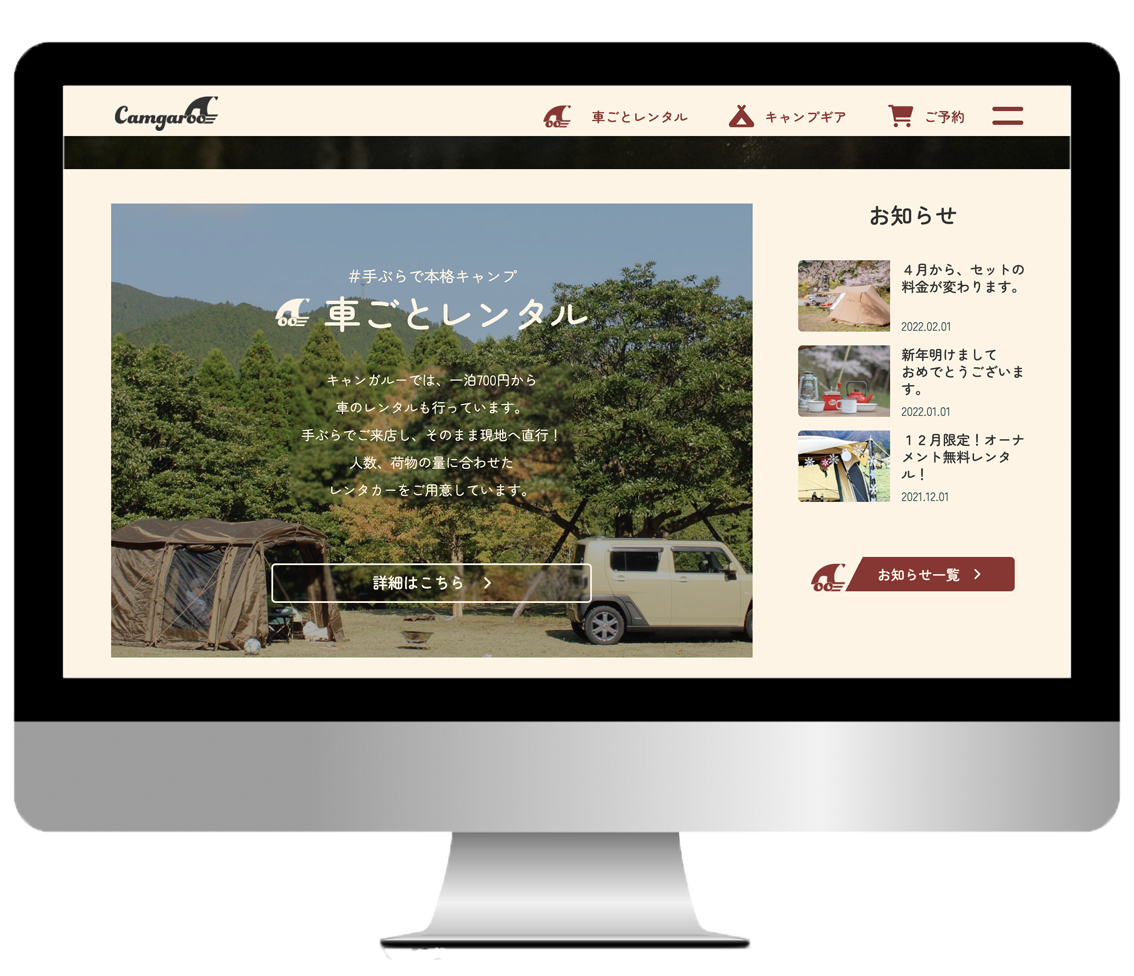 Camgaroo
車ごとレンタル
キャンプギア
ご予約
#手ぶらで本格キャンプ
車ごとレンタル
キャンガルーでは、一泊700円から
車のレンタルも行っています。
手ぶらでご来店し、そのまま現地へ直行！
人数、荷物の量に合わせた
レンタカーをご用意しています。
詳細はこちら
お知らせ
４月から、セットの
料金が変わります。
2022.02.01
新年明けまして
おめでとうございま
す。
2022.01.01
１２月限定！オーナ
メント無料レンタ
ル！
2021.12.01
お知らせ一覧